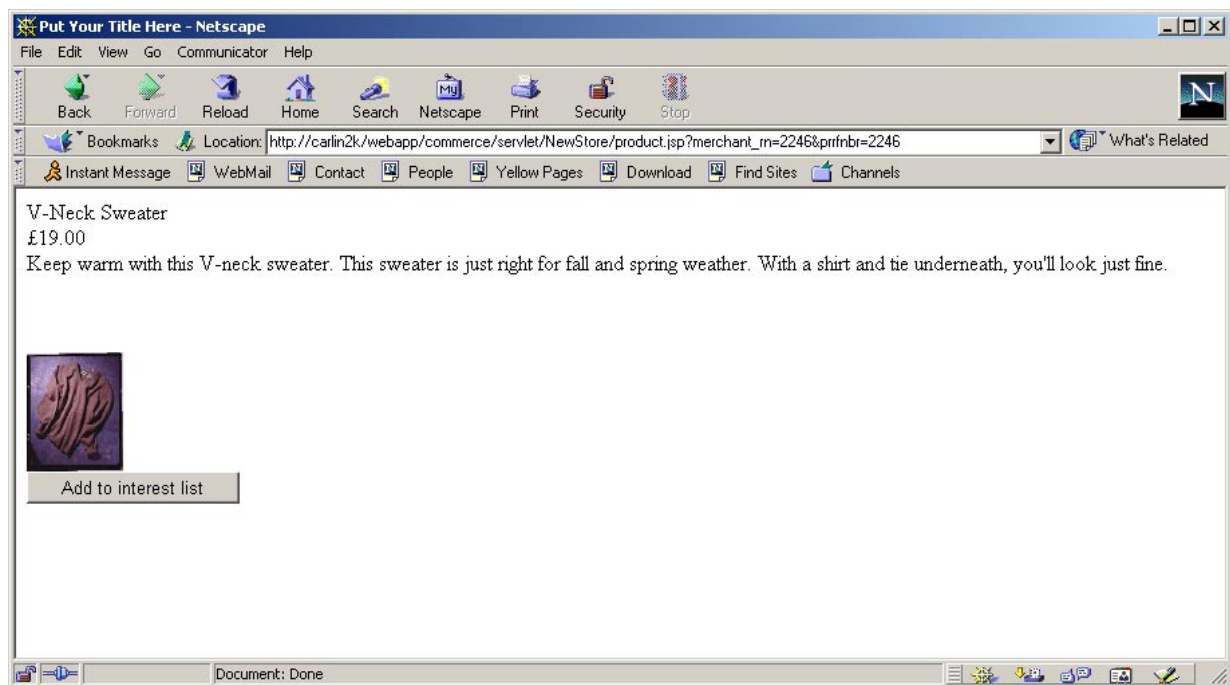 Put Your Title Here - Netscape
File Edit View Go Communicator Help
My
N
Back Forward Reload Home Search Netscape Print Security Stop
Bookmarks Location: http://carlin2k/webapp/commerce/servlet/NewStore/product.jsp?merchant_rn=2246&prrfnbr=2246 What's Related
Instant Message WebMail Contact People Yellow Pages Download Find Sites Channels
V-Neck Sweater
£19.00
Keep warm with this V-neck sweater. This sweater is just right for fall and spring weather. With a shirt and tie underneath, you'll look just fine.
Add to interest list
Document: Done